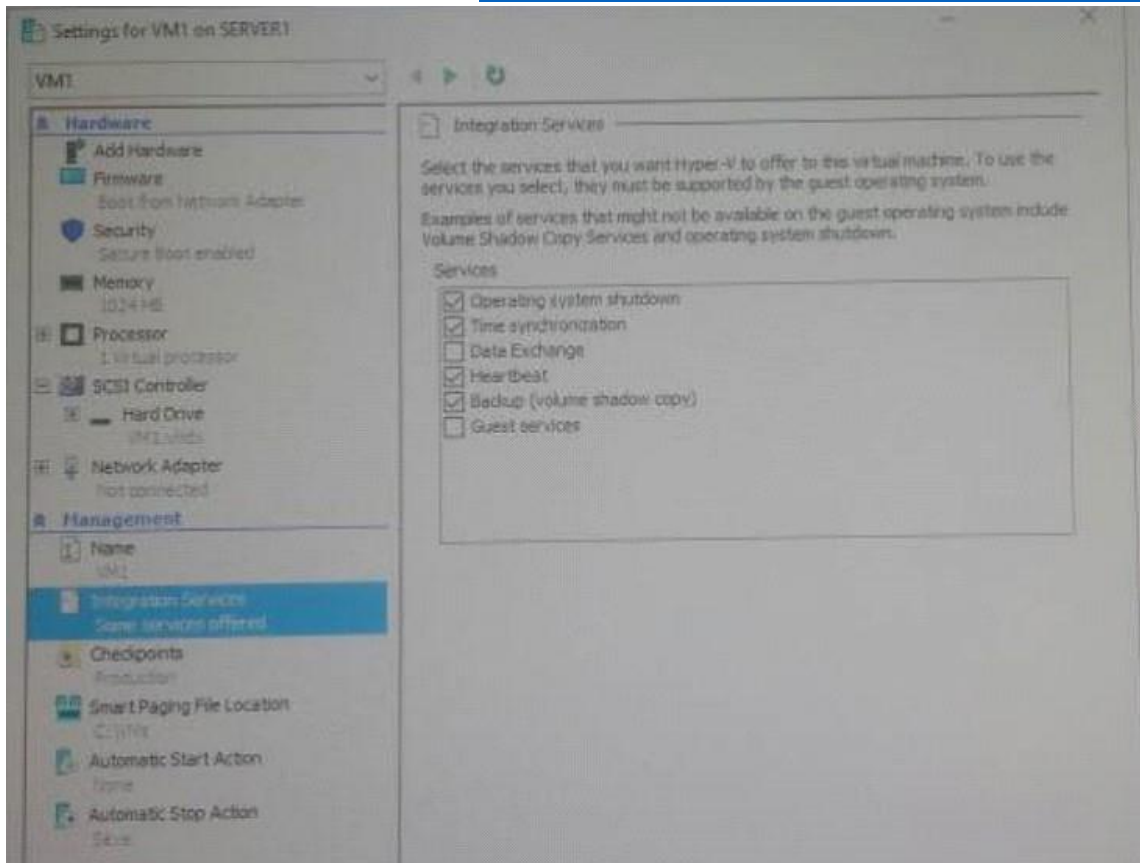 Settings for VM1 on SERVER1
VM1
Hardware
Add Hardware
Firmware
Boot from Network Adapter
Security
Secure Boot enabled
Memory
1024 MB
Processor
1 Virtual processor
SCSI Controller
Hard Drive
VM1.vhdx
Network Adapter
Not connected
Management
Name
VM1
Integration Services
Some services offered
Checkpoints
Production
Smart Paging File Location
Automatic Start Action
None
Automatic Stop Action
Save
Integration Services
Select the services that you want Hyper-V to offer to this virtual machine. To use the
services you select, they must be supported by the guest operating system.
Examples of services that might not be available on the guest operating system include
Volume Shadow Copy Services and operating system shutdown.
Services
Operating system shutdown
Time synchronization
Data Exchange
Heartbeat
Backup (volume shadow copy)
Guest services